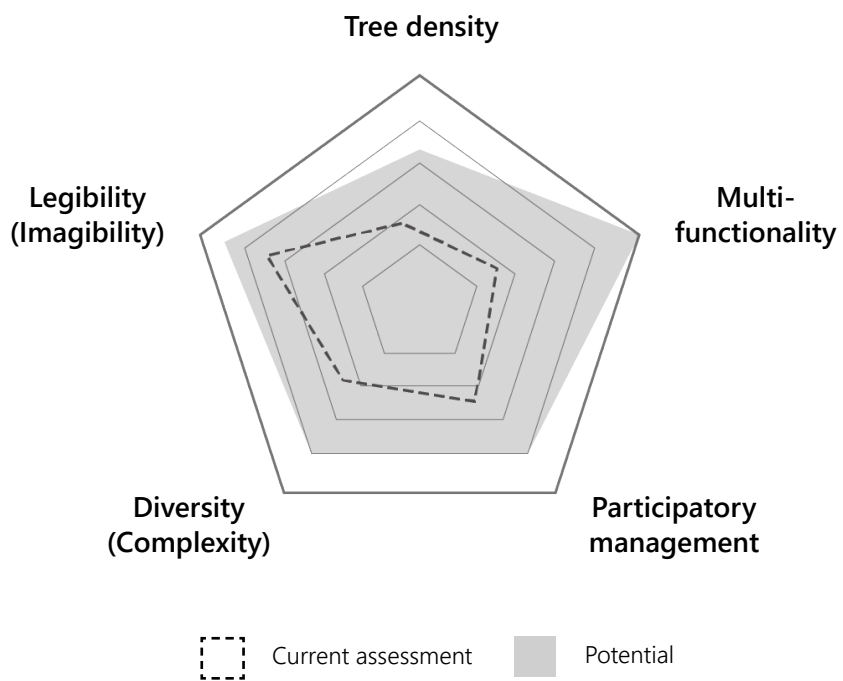 Tree density
Legibility
(Imagibility)
Multi-
functionality
Diversity
(Complexity)
Participatory
management
Current assessment
Potential